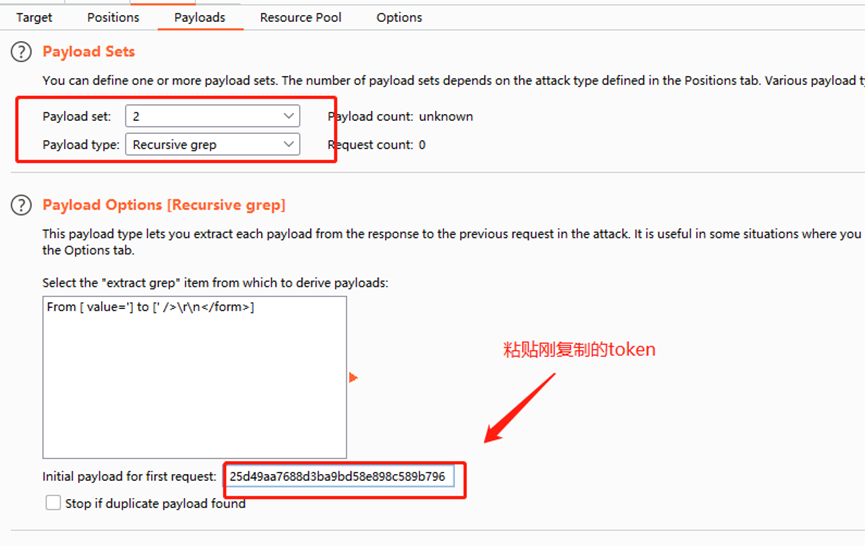 Target Positions Payloads Resource Pool Options
Payload Sets
You can define one or more payload sets. The number of payload sets depends on the attack type defined in the Positions tab. Various payload ty
Payload set: 2 Payload count: unknown
Payload type: Recursive grep Request count: 0
Payload Options [Recursive grep]
This payload type lets you extract each payload from the response to the previous request in the attack. It is useful in some situations where you
the Options tab.
Select the "extract grep" item from which to derive payloads:
From [ value='] to [' />\r\n</form>]
粘贴刚复制的token
Initial payload for first request: 25d49aa7688d3ba9bd58e898c589b796
Stop if duplicate payload found